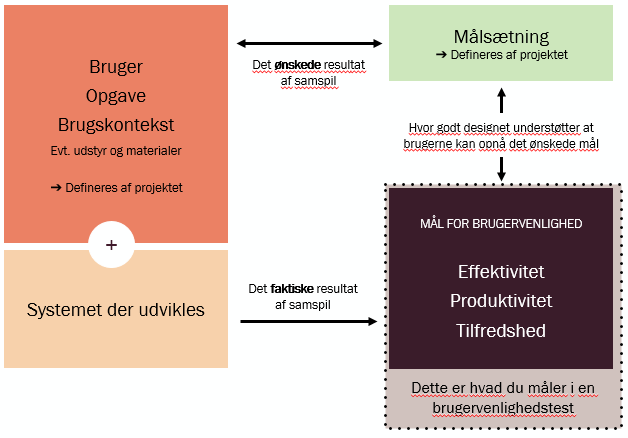 Bruger
Opgave
Brugskontekst
Evt. udstyr og materialer
➔ Defineres af projektet
+
Systemet der udvikles
Det ønskede resultat
af samspil
Målsætning
➔ Defineres af projektet
Hvor godt designet understøtter at
brugerne kan opnå det ønskede mål
Det faktiske resultat
af samspil
MÅL FOR BRUGERVENLIGHED
Effektivitet
Produktivitet
Tilfredshed
Dette er hvad du måler i en
brugervenlighedstest